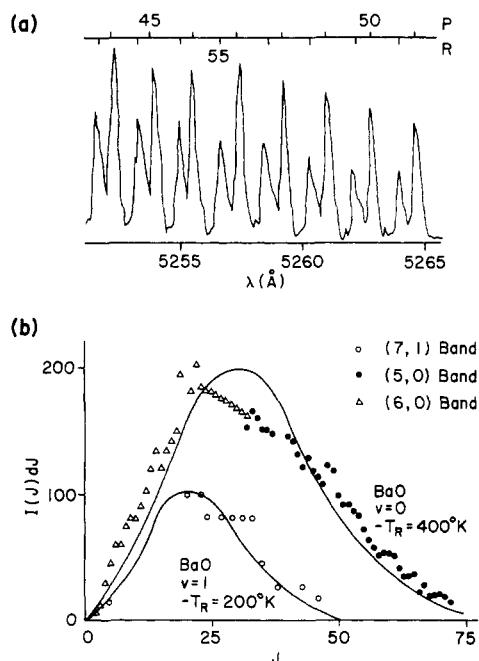 (a)
45 50 P
55 R
5255 5260 5265
λ(Å)
(b)
○ (7,1) Band
● (5,0) Band
△ (6,0) Band
200
100
0
I(J)dJ
BaO
v=0
-T_R=400°K
BaO
v=1
-T_R=200°K
0 25 50 75